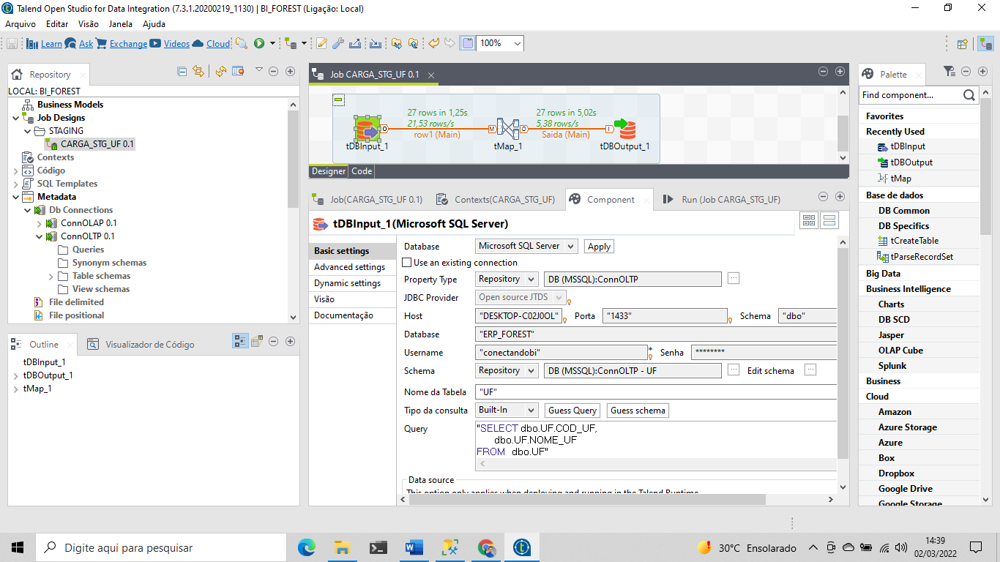 Talend Open Studio for Data Integration (7.3.1.20200219_1130) | BI_FOREST (Ligação: Local)
Arquivo Editar Visão Janela Ajuda
Learn Ask Exchange Videos Cloud 100%
Repository
LOCAL: BI_FOREST
Business Models
Job Designs
STAGING
CARGA_STG_UF 0.1
Contexts
Código
SQL Templates
Metadata
Db Connections
ConnOLAP 0.1
ConnOLTP 0.1
Queries
Synonym schemas
Table schemas
View schemas
File delimited
File positional
Outline Visualizador de Código
tDBInput_1
tDBOutput_1
tMap_1
Job CARGA_STG_UF 0.1
27 rows in 1,25s 27 rows in 5,02s
21,53 rows/s 5,38 rows/s
row1 (Main) Saida (Main)
tDBInput_1 tMap_1 tDBOutput_1
Designer Code
Job(CARGA_STG_UF 0.1) Contexts(CARGA_STG_UF) Component Run (Job CARGA_STG_UF)
tDBInput_1(Microsoft SQL Server)
Basic settings
Advanced settings
Dynamic settings
Visão
Documentação
Database Microsoft SQL Server Apply
Use an existing connection
Property Type Repository DB (MSSQL):ConnOLTP ...
JDBC Provider Open source JTDS
Host "DESKTOP-C02J0OL" Porta "1433" Schema "dbo"
Database "ERP_FOREST"
Username "conectandobi" * Senha ********
Schema Repository DB (MSSQL):ConnOLTP - UF ... Edit schema ...
Nome da Tabela "UF"
Tipo da consulta Built-In Guess Query Guess schema
Query "SELECT dbo.UF.COD_UF,
dbo.UF.NOME_UF
FROM dbo.UF"
Data source
This option only applies when deploying and running in the Talend Runtime
Palette
Find component...
Favorites
Recently Used
tDBInput
tDBOutput
tMap
Base de dados
DB Common
DB Specifics
tCreateTable
tParseRecordSet
Big Data
Business Intelligence
Charts
DB SCD
Jasper
OLAP Cube
Splunk
Business
Cloud
Amazon
Azure Storage
Azure
Box
Dropbox
Google Drive
Google Storage
Digite aqui para pesquisar
30°C Ensolarado
14:39
02/03/2022